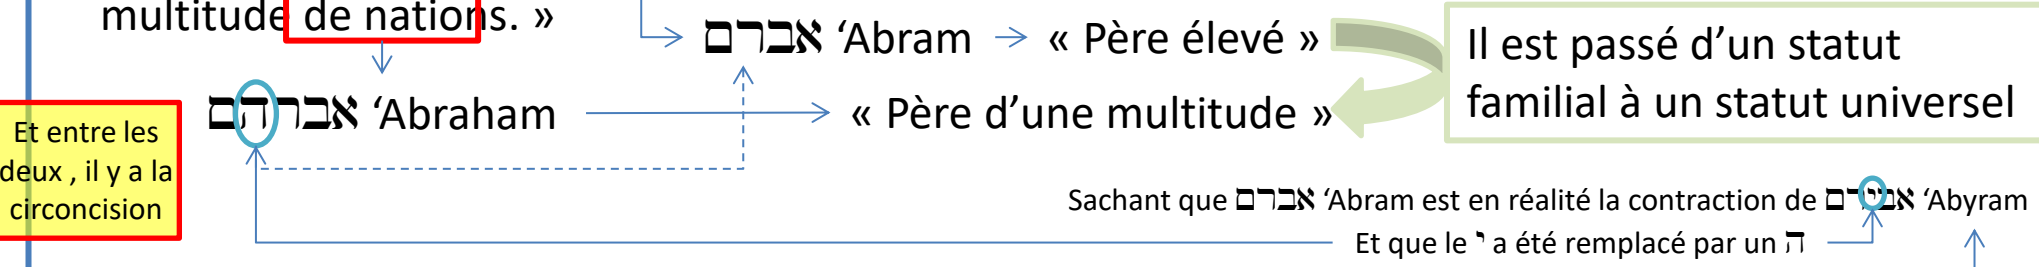 multitude de nations. »
אברם ‘Abram
« Père élevé »
Il est passé d’un statut
familial à un statut universel
אברהם ‘Abraham
« Père d’une multitude »
Et entre les
deux , il y a la
circoncision
Sachant que אברם ‘Abram est en réalité la contraction de אבירם ‘Abyram
Et que le י a été remplacé par un ה